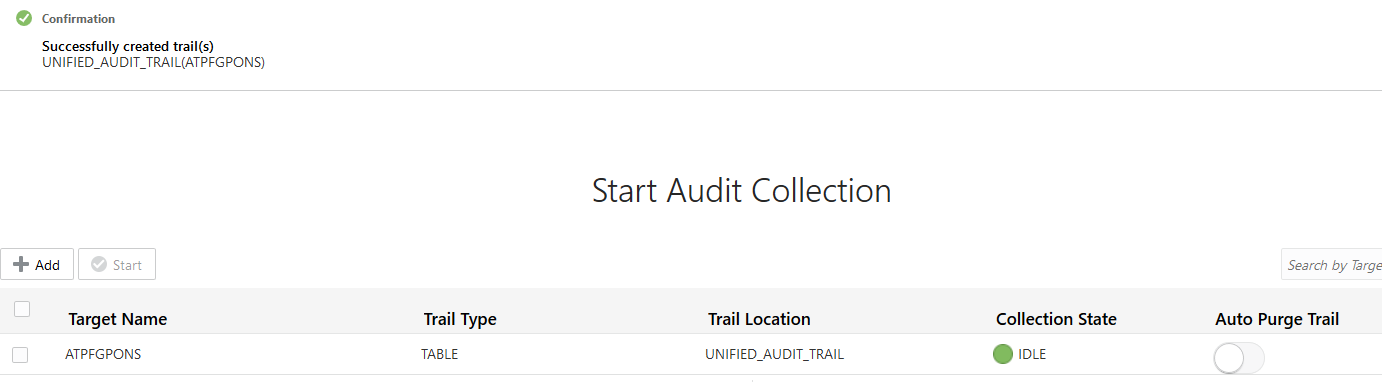 Confirmation
Successfully created trail(s)
UNIFIED_AUDIT_TRAIL(ATPFGPONS)
Start Audit Collection
Add Start Search by Targe
Target Name Trail Type Trail Location Collection State Auto Purge Trail
ATPFGPONS TABLE UNIFIED_AUDIT_TRAIL IDLE